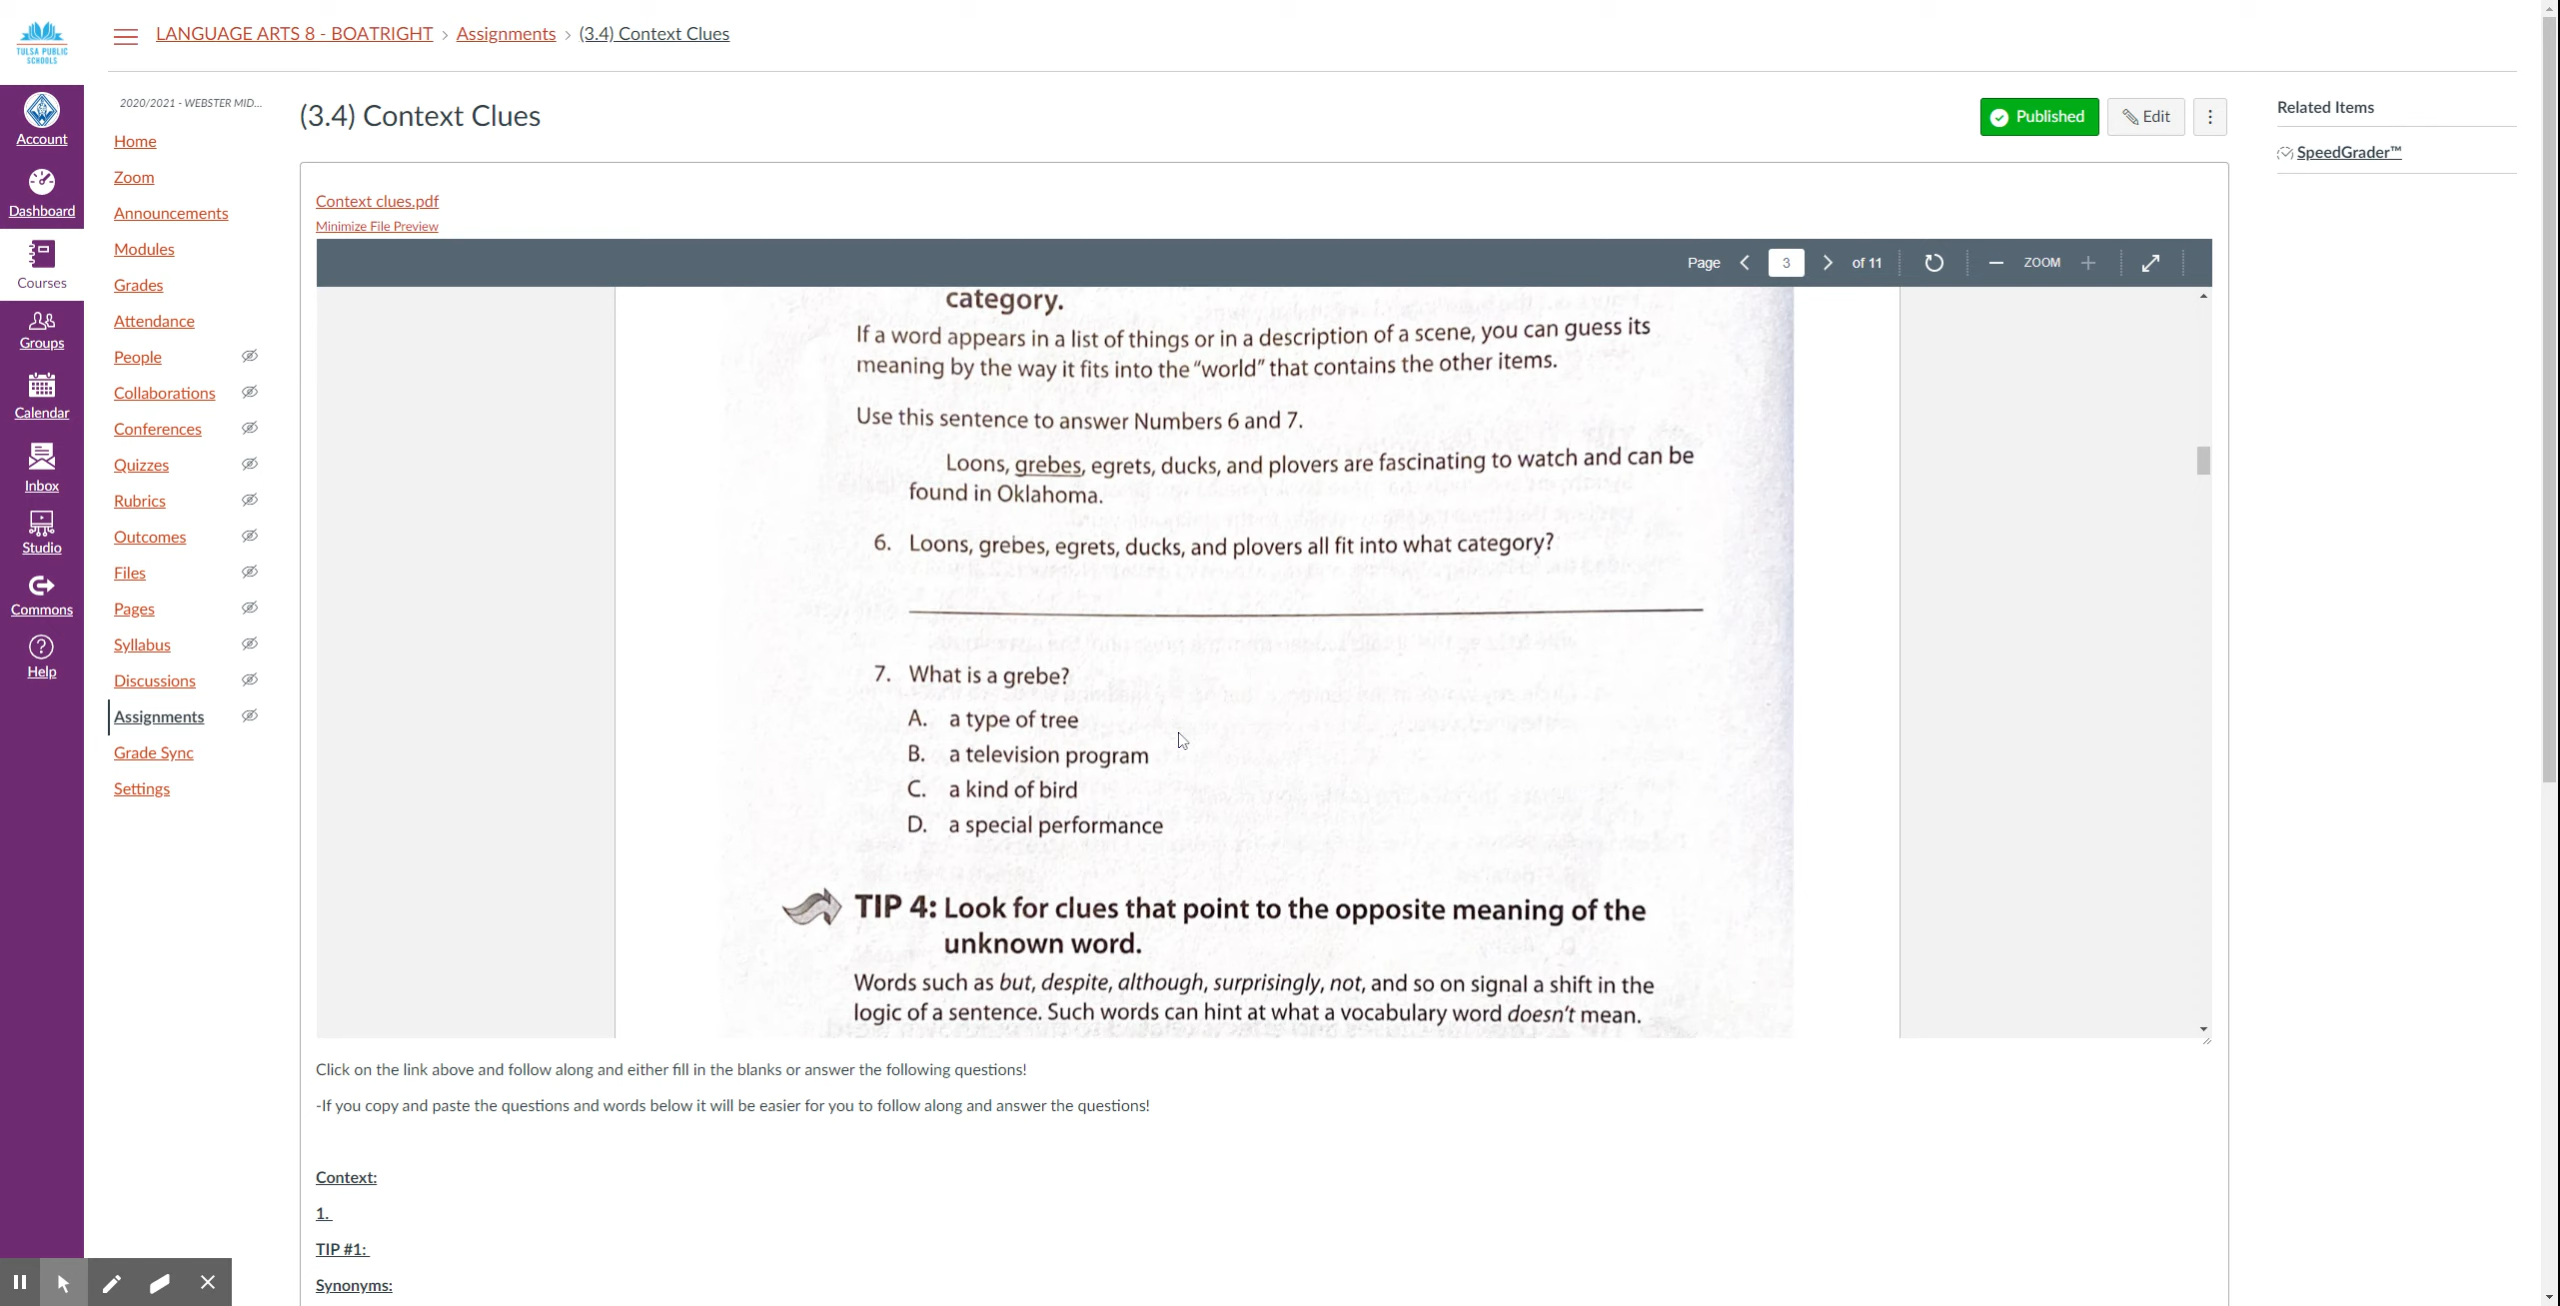 TULSA PUBLIC
SCHOOLS
LANGUAGE ARTS 8 - BOATRIGHT › Assignments › (3.4) Context Clues
Account
Dashboard
Courses
Groups
Calendar
Inbox
Studio
Commons
Help
2020/2021 - WEBSTER MID...
Home
Zoom
Announcements
Modules
Grades
Attendance
People
Collaborations
Conferences
Quizzes
Rubrics
Outcomes
Files
Pages
Syllabus
Discussions
Assignments
Grade Sync
Settings
(3.4) Context Clues
Published
Edit
Related Items
SpeedGrader™
Context clues.pdf
Minimize File Preview
Page 3 of 11 ZOOM
category.
If a word appears in a list of things or in a description of a scene, you can guess its
meaning by the way it fits into the “world” that contains the other items.
Use this sentence to answer Numbers 6 and 7.
Loons, grebes, egrets, ducks, and plovers are fascinating to watch and can be
found in Oklahoma.
6. Loons, grebes, egrets, ducks, and plovers all fit into what category?
7. What is a grebe?
A. a type of tree
B. a television program
C. a kind of bird
D. a special performance
TIP 4: Look for clues that point to the opposite meaning of the
unknown word.
Words such as but, despite, although, surprisingly, not, and so on signal a shift in the
logic of a sentence. Such words can hint at what a vocabulary word doesn't mean.
Click on the link above and follow along and either fill in the blanks or answer the following questions!
-If you copy and paste the questions and words below it will be easier for you to follow along and answer the questions!
Context:
1.
TIP #1:
Synonyms: